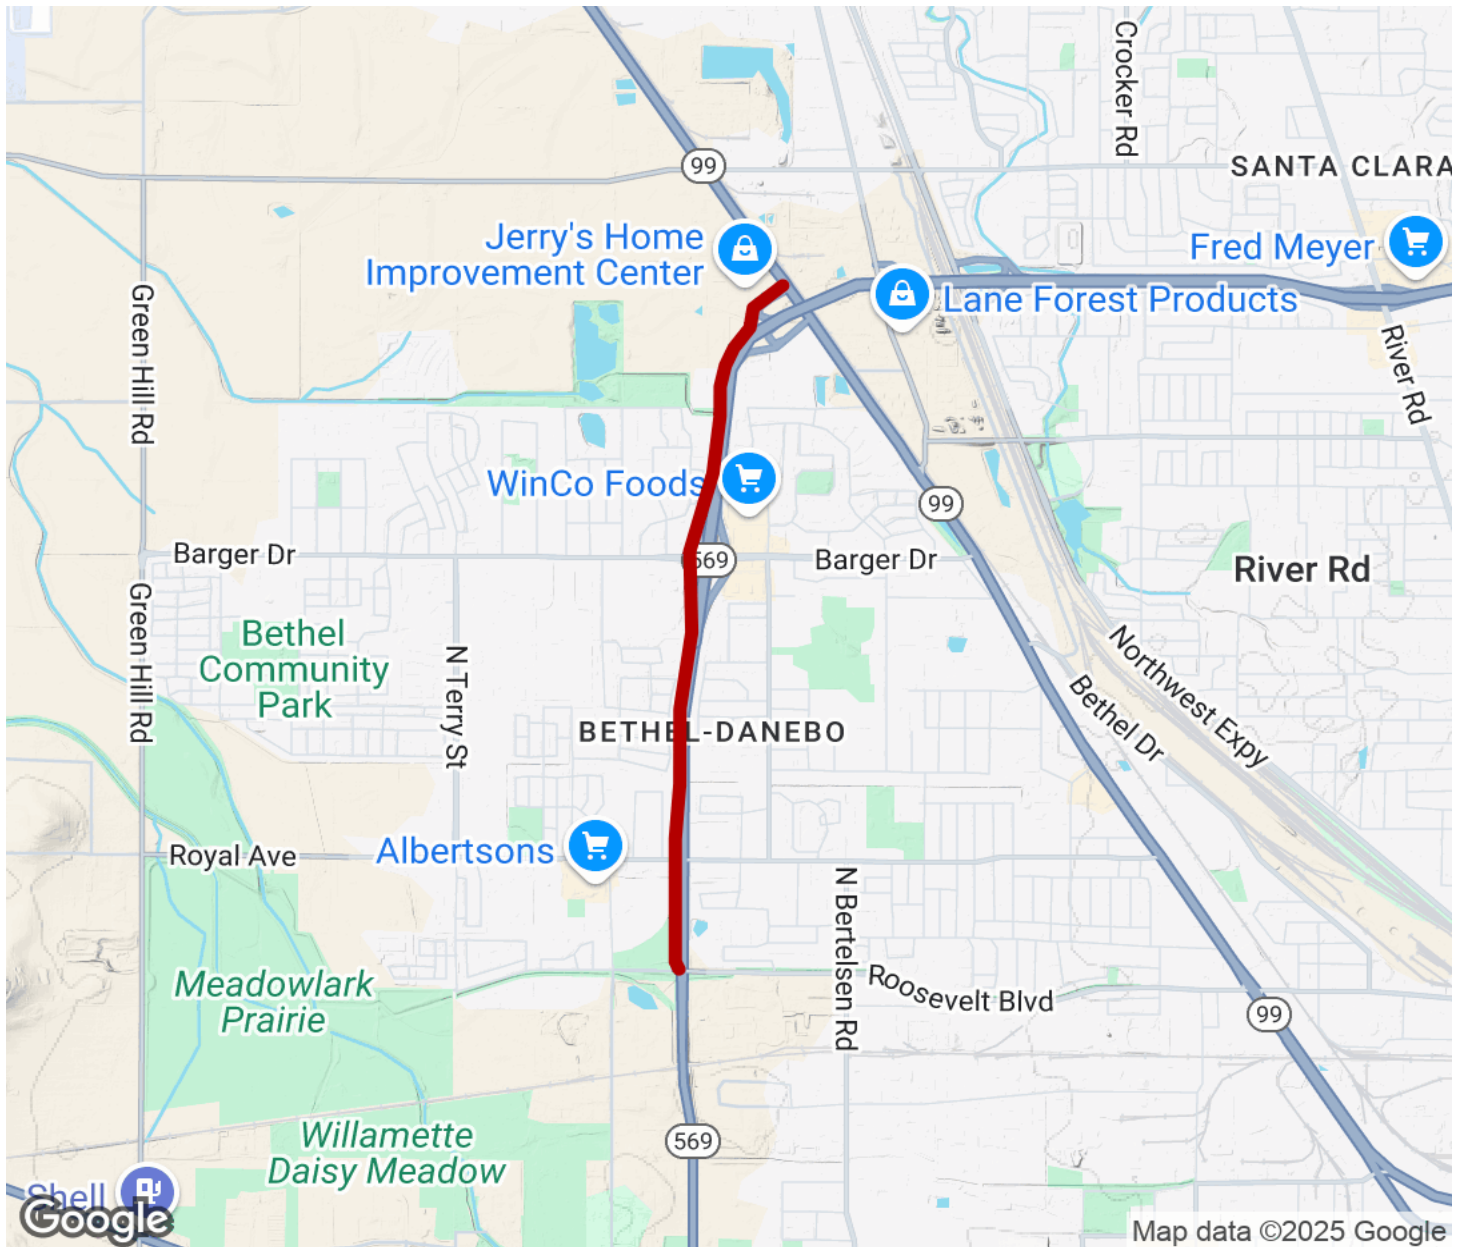 Crocker Rd
99
SANTA CLARA
Jerry's Home
Improvement Center
Fred Meyer
Lane Forest Products
Green Hill Rd
River Rd
WinCo Foods
99
Barger Dr
569
Barger Dr
River Rd
Green Hill Rd
Bethel
Community
Park
N Terry St
Northwest Expy
Bethel Dr
BETHEL-DANEBO
Albertsons
Royal Ave
N Bertelsen Rd
Meadowlark
Prairie
Roosevelt Blvd
99
Willamette
Daisy Meadow
569
Shell
Google
Map data ©2025 Google